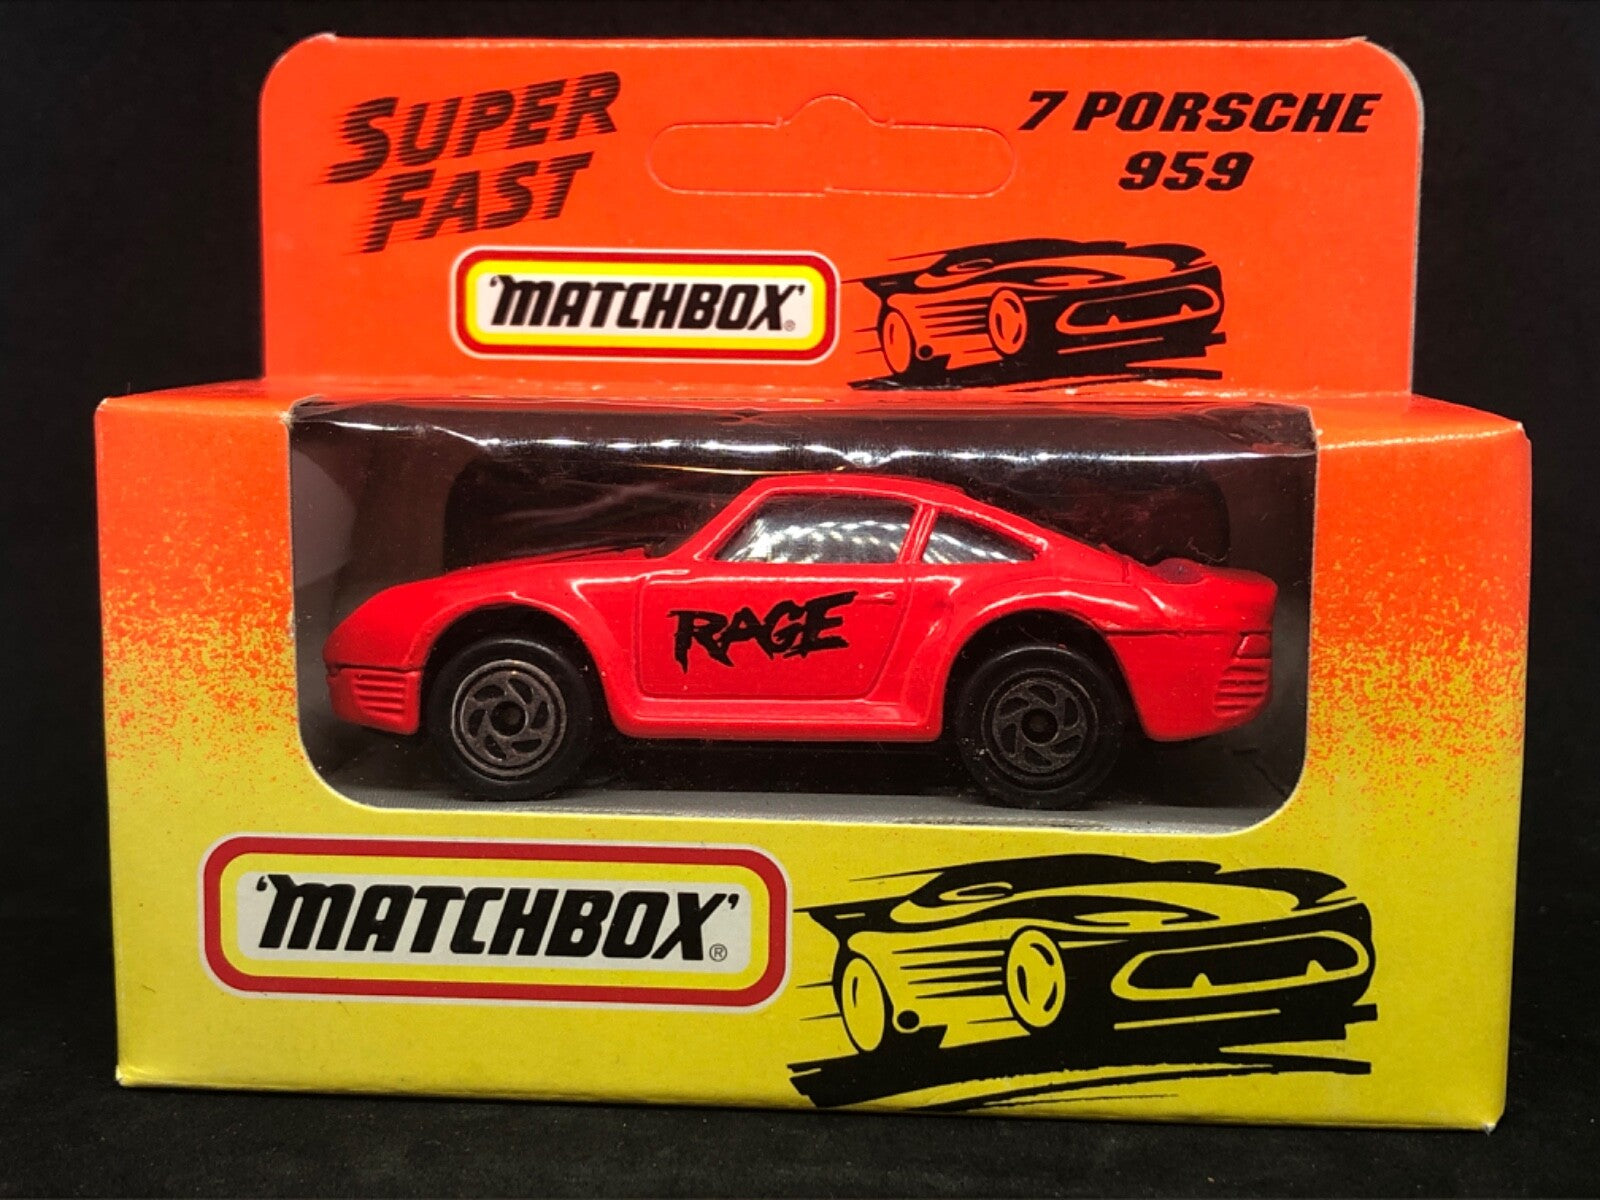 SUPER
FAST
7 PORSCHE
959
'MATCHBOX'®
RAGE
'MATCHBOX'®